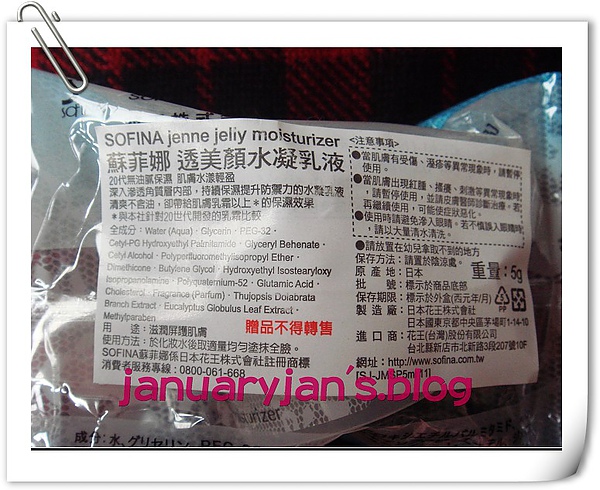 SOFINA jenne jelly moisturizer
蘇菲娜 透美顏水凝乳液
20代無油膩保濕 肌膚水漾輕盈
深入滲透角質層內部，持續保濕提升防禦力的水凝乳液
清爽不含油，卻帶給肌膚乳霜以上＊的保濕效果
＊與本社針對20世代開發的乳霜比較
全成分：Water (Aqua)﹒Glycerin﹒PEG-32﹒
Cetyl-PG Hydroxyethyl Palmitamide﹒Glyceryl Behenate﹒
Cetyl Alcohol﹒Polyperfluoromethylisopropyl Ether﹒
Dimethicone﹒Butylene Glycol﹒Hydroxyethyl Isostearyloxy
Isopropanolamine﹒Polyquaternium-52﹒Glutamic Acid﹒
Cholesterol﹒Fragrance (Parfum)﹒Thujopsis Dolabrata
Branch Extract﹒Eucalyptus Globulus Leaf Extract﹒
Methylparaben
用　　途：滋潤屏護肌膚
贈品不得轉售
使用方法：於化妝水後取適量均勻塗抹全臉。
SOFINA蘇菲娜係日本花王株式會社註冊商標
消費者服務專線：0800-061-668
<注意事項>
●當肌膚有受傷、濕疹等異常現象時，請暫停
使用。
●當肌膚出現紅腫、搔癢、刺激等異常現象時，
請暫停使用，並請皮膚醫師診斷治療。若
再繼續使用，可能使症狀惡化。
●使用時請避免滲入眼睛。若不慎誤入眼睛時
，請以大量清水清洗。
●請放置在幼兒拿取不到的地方
保存方法：請置於陰涼處。
原 產 地：日本
重量：5g
批　　號：標示於商品底部
保存期限：標示於外盒(西元年/月)
製 造 廠：日本花王株式會社
日本國東京都中央區茅場町1-14-10
進 口 商：花王(台灣)股份有限公司
台北縣新店市北新路3段207號10F
網址：http://www.sofina.com.tw
プラ
PP
januaryjan's.blog